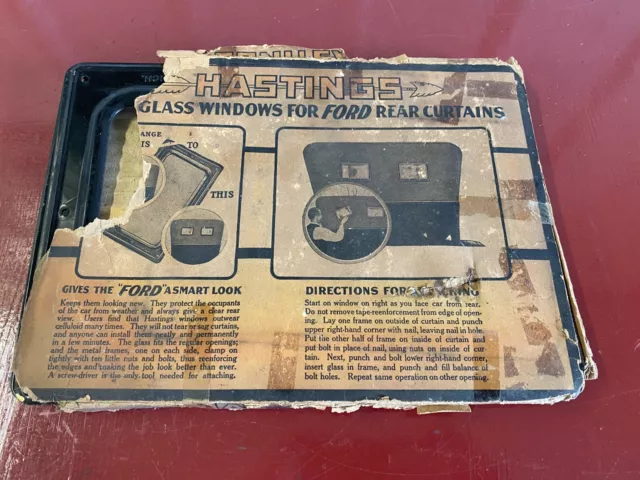 HASTINGS
GLASS WINDOWS FOR FORD REAR CURTAINS
ANGE
IS TO
THIS
GIVES THE "FORD" A SMART LOOK
Keeps them looking new. They protect the occupants
of the car from weather and always give a clear rear
view. Users find that Hastings windows outwear
celluloid many times. They will not tear or sag curtains,
and anyone can install them neatly and permanently
in a few minutes. The glass fits the regular openings;
and the metal frames, one on each side, clamp on
tightly with ten little nuts and bolts, thus reinforcing
the edges and making the job look better than ever.
A screw-driver is the only tool needed for attaching.
DIRECTIONS FOR
Start on window on right as you face car from rear.
Do not remove tape-reenforcement from edge of open-
ing. Lay one frame on outside of curtain and punch
upper right-hand corner with nail, leaving nail in hole.
Put the other half of frame on inside of curtain and
put bolt in place of nail, using nuts on inside of cur-
tain. Next, punch and bolt lower right-hand corner,
insert glass in frame, and punch and fill balance of
bolt holes. Repeat same operation on other opening.